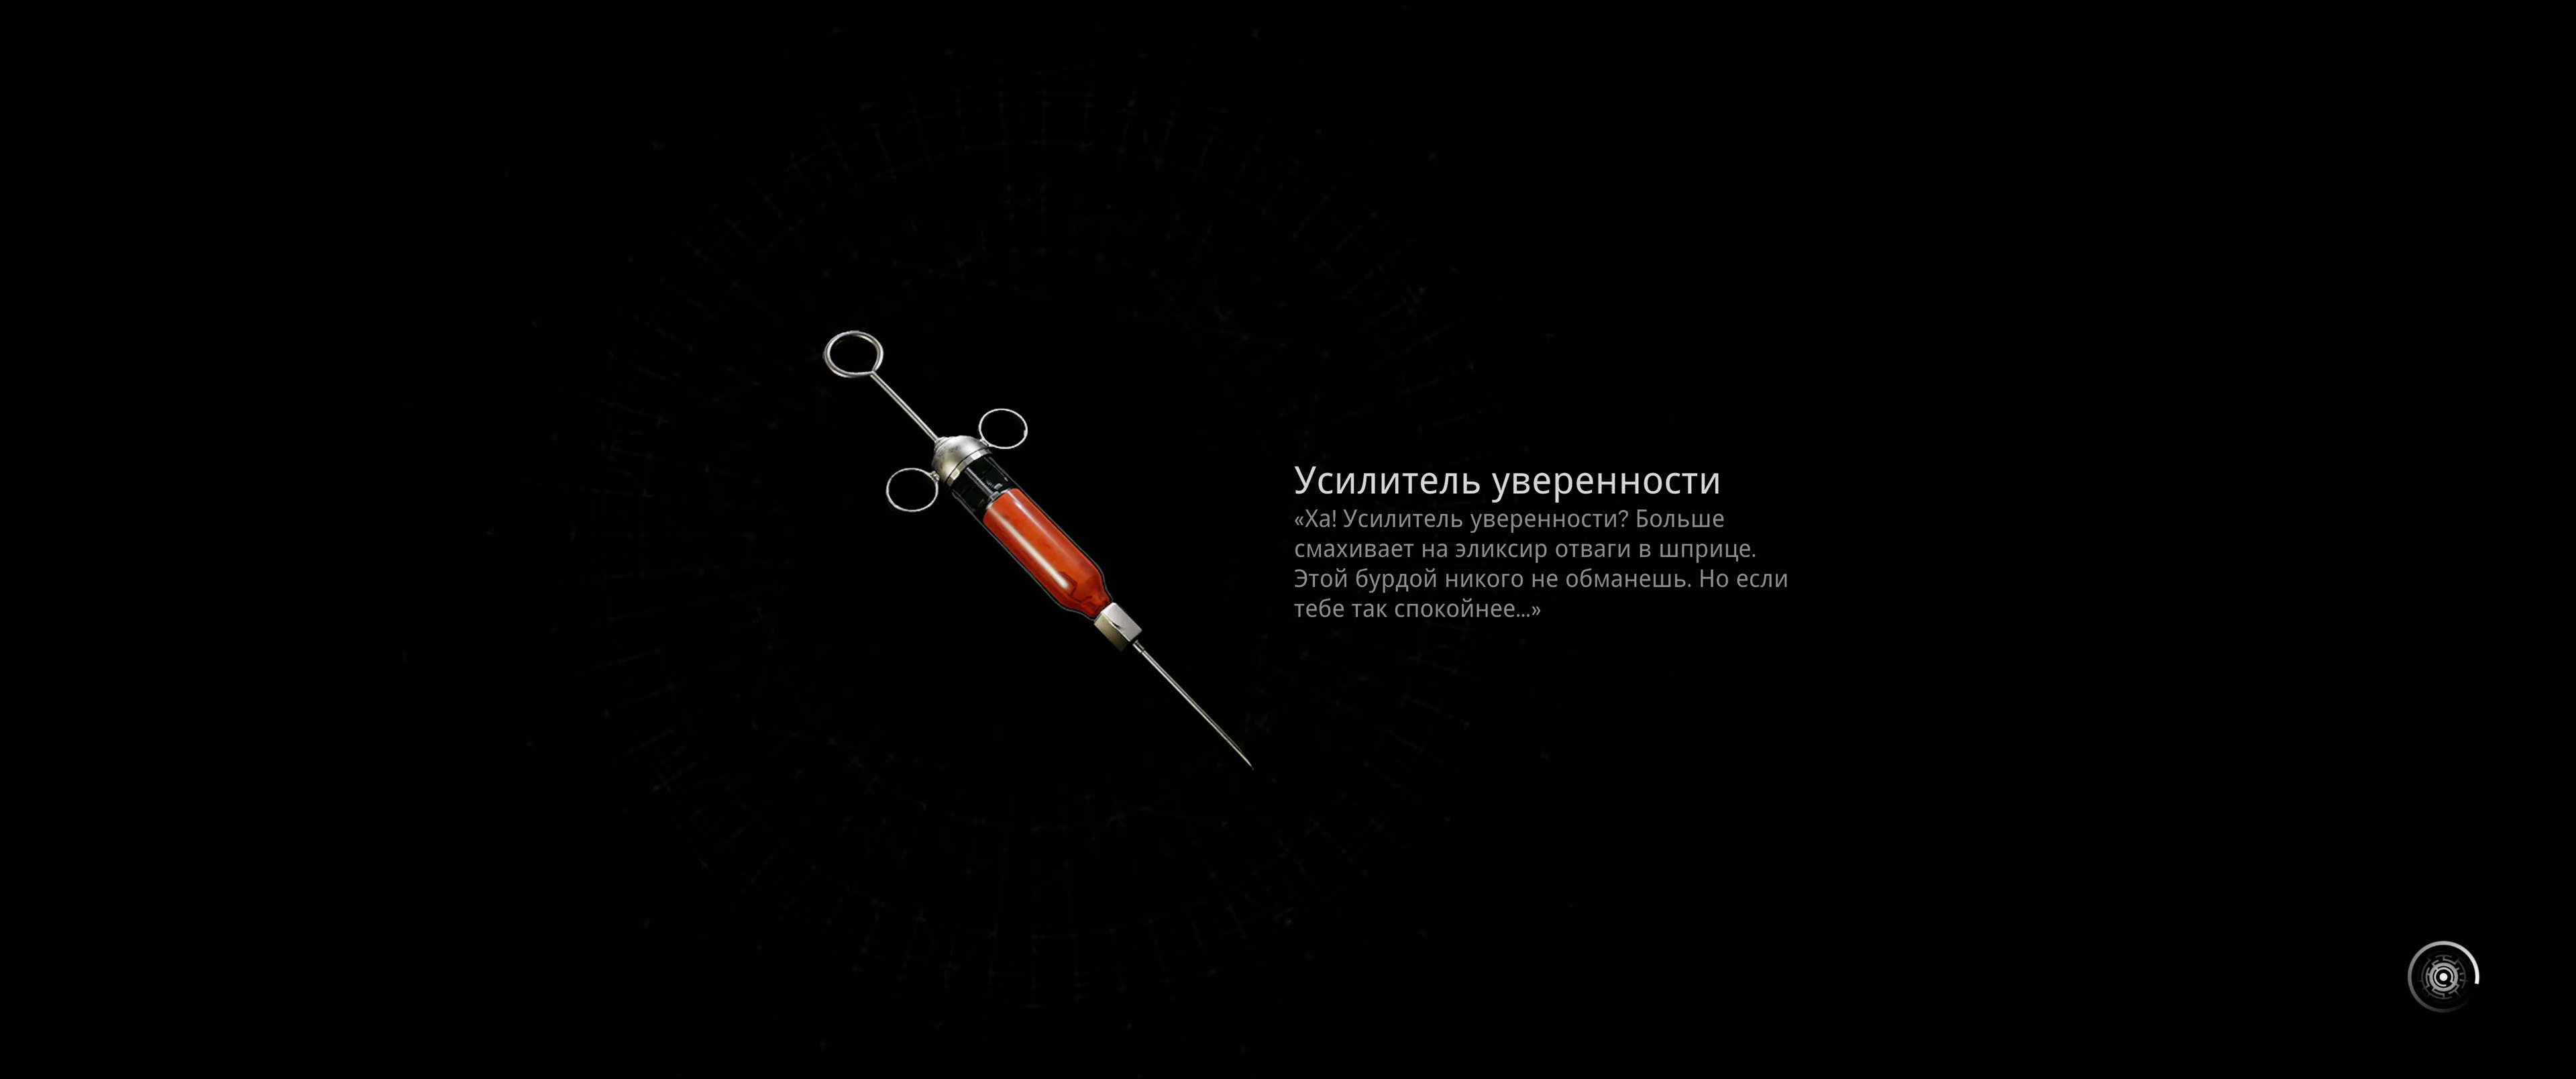 Усилитель уверенности
«Ха! Усилитель уверенности? Больше
смахивает на эликсир отваги в шприце.
Этой бурдой никого не обманешь. Но если
тебе так спокойнее...»